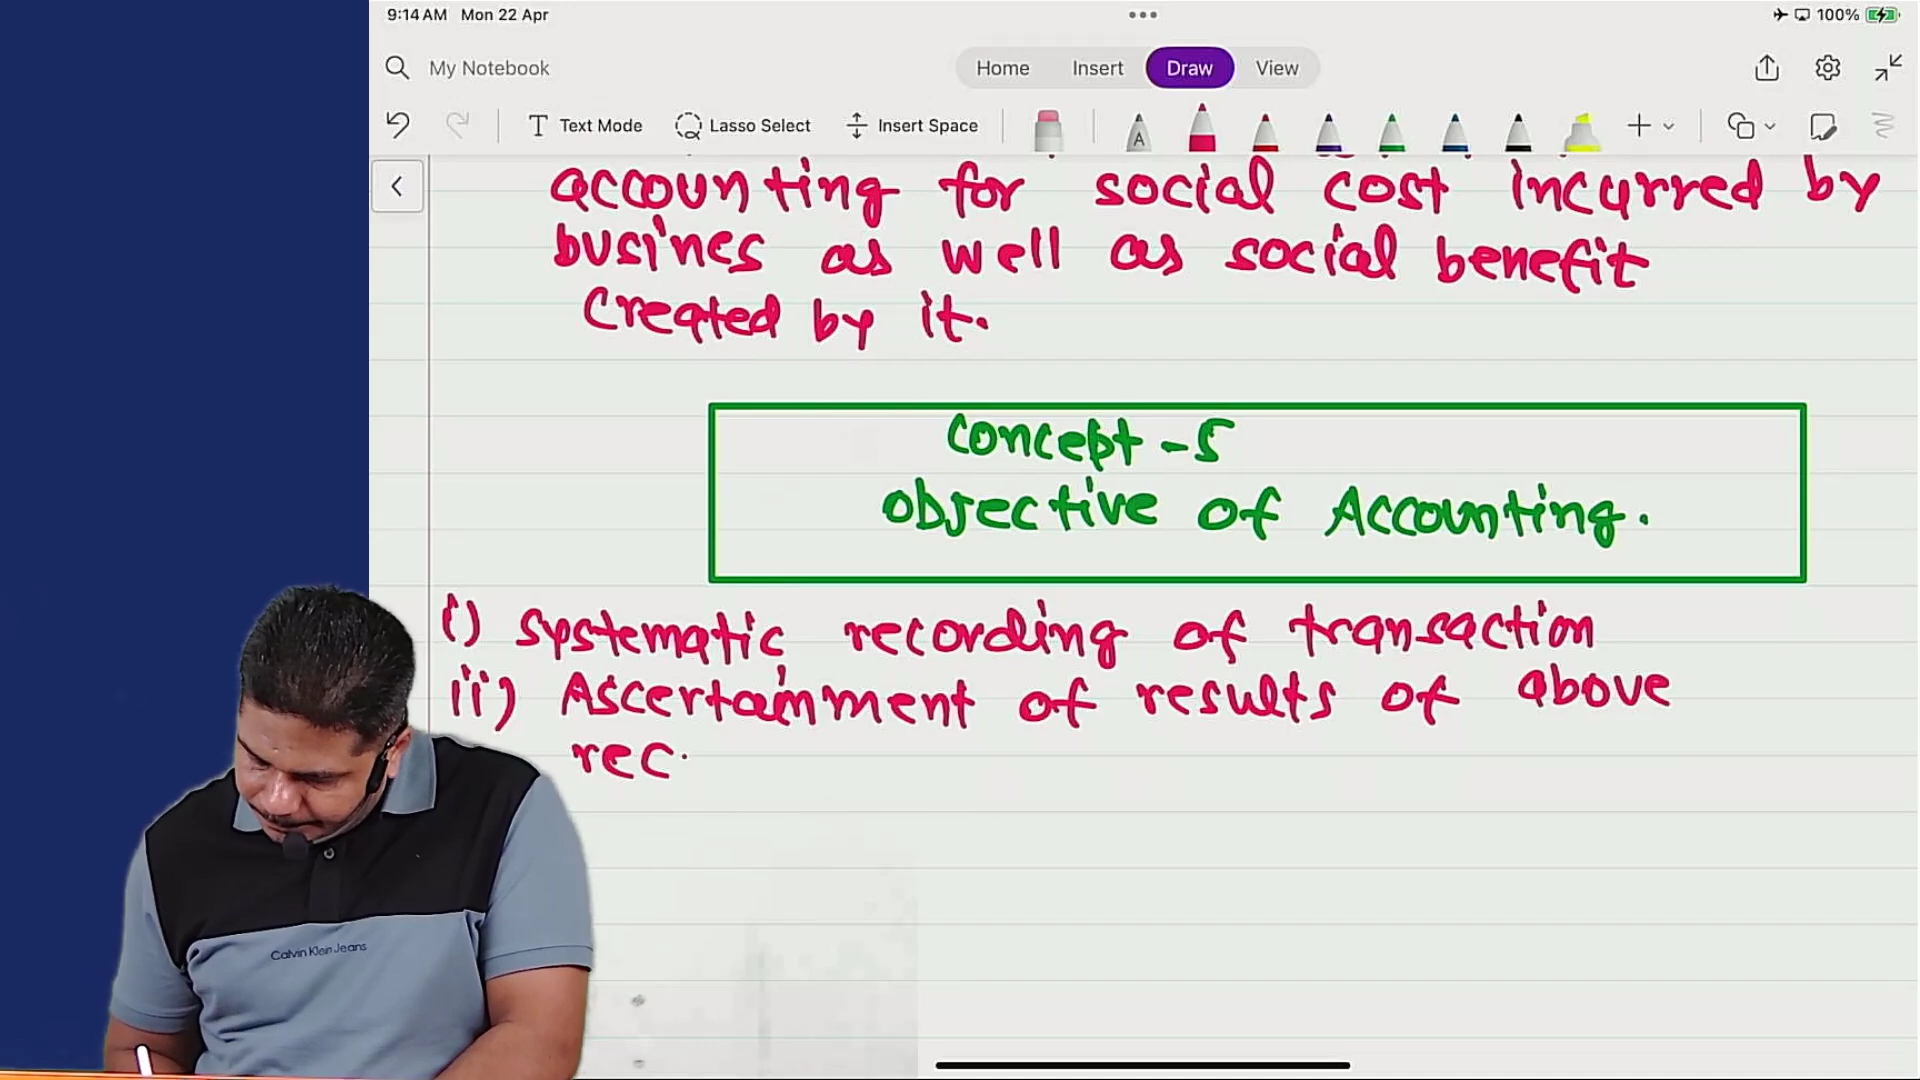 9:14 AM Mon 22 Apr
100%
My Notebook
Home Insert Draw View
Text Mode Lasso Select Insert Space
accounting for social cost incurred by
busines as well as social benefit
created by it.
concept - 5
objective of Accounting.
i) systematic recording of transaction
ii) Ascertainment of results of above
rec.
Calvin Klein Jeans